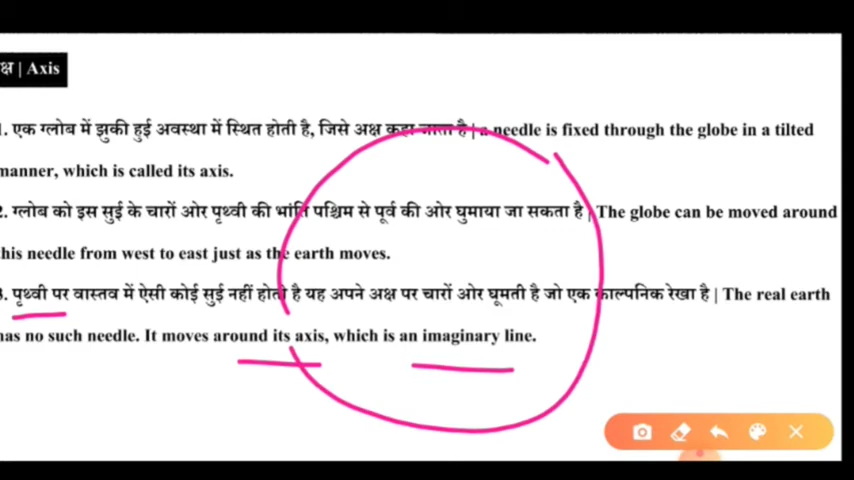 क्ष | Axis
1. एक ग्लोब में झुकी हुई अवस्था में स्थित होती है, जिसे अक्ष कहा जाता है | a needle is fixed through the globe in a tilted
manner, which is called its axis.
2. ग्लोब को इस सुई के चारों ओर पृथ्वी की भांति पश्चिम से पूर्व की ओर घुमाया जा सकता है | The globe can be moved around
this needle from west to east just as the earth moves.
3. पृथ्वी पर वास्तव में ऐसी कोई सुई नहीं होती है यह अपने अक्ष पर चारों ओर घूमती है जो एक काल्पनिक रेखा है | The real earth
has no such needle. It moves around its axis, which is an imaginary line.